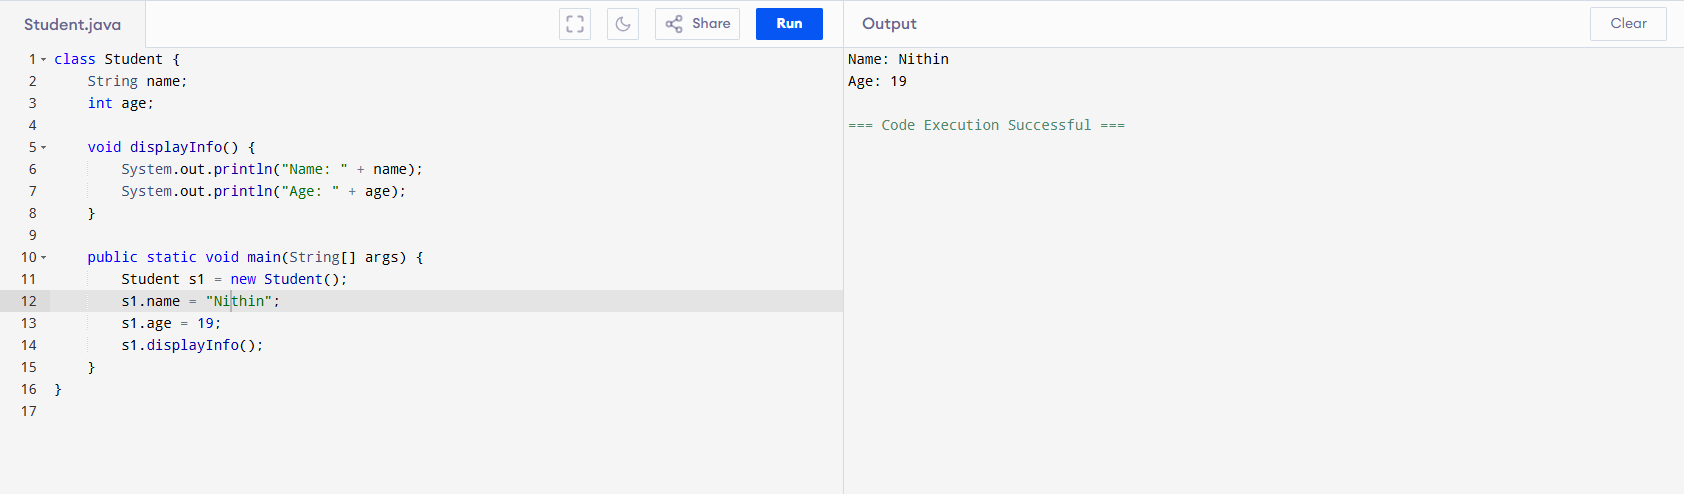 Student.java
Share
Run
Output
Clear
1 class Student {
2     String name;
3     int age;
4
5     void displayInfo() {
6         System.out.println("Name: " + name);
7         System.out.println("Age: " + age);
8     }
9
10     public static void main(String[] args) {
11         Student s1 = new Student();
12         s1.name = "Nithin";
13         s1.age = 19;
14         s1.displayInfo();
15     }
16 }
17
Name: Nithin
Age: 19
=== Code Execution Successful ===